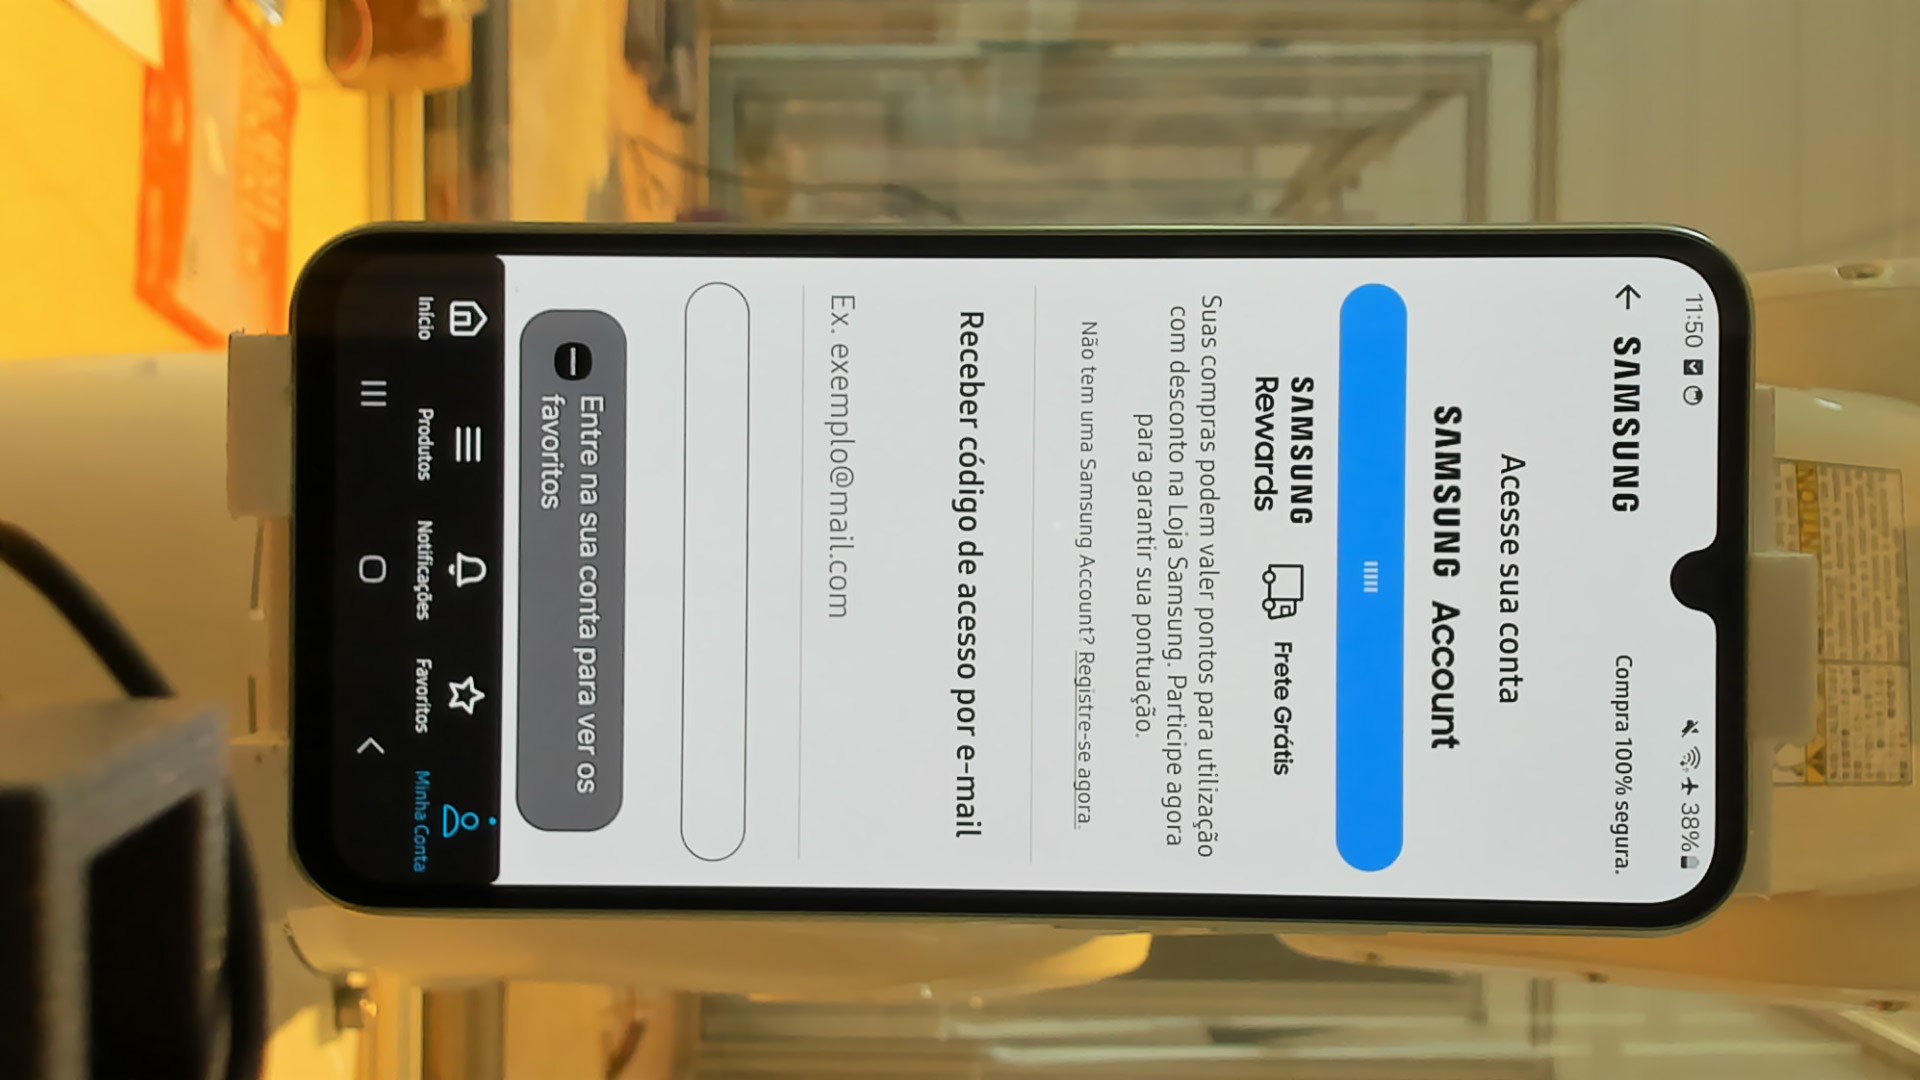 11:50
38%
SAMSUNG
Compra 100% segura.
Acesse sua conta
SAMSUNG Account
SAMSUNG
Rewards
Frete Grátis
Suas compras podem valer pontos para utilização
com desconto na Loja Samsung. Participe agora
para garantir sua pontuação.
Não tem uma Samsung Account? Registre-se agora.
Receber código de acesso por e-mail
Ex. exemplo@mail.com
Entre na sua conta para ver os
favoritos
Início
Produtos
Notificações
Favoritos
Minha Conta